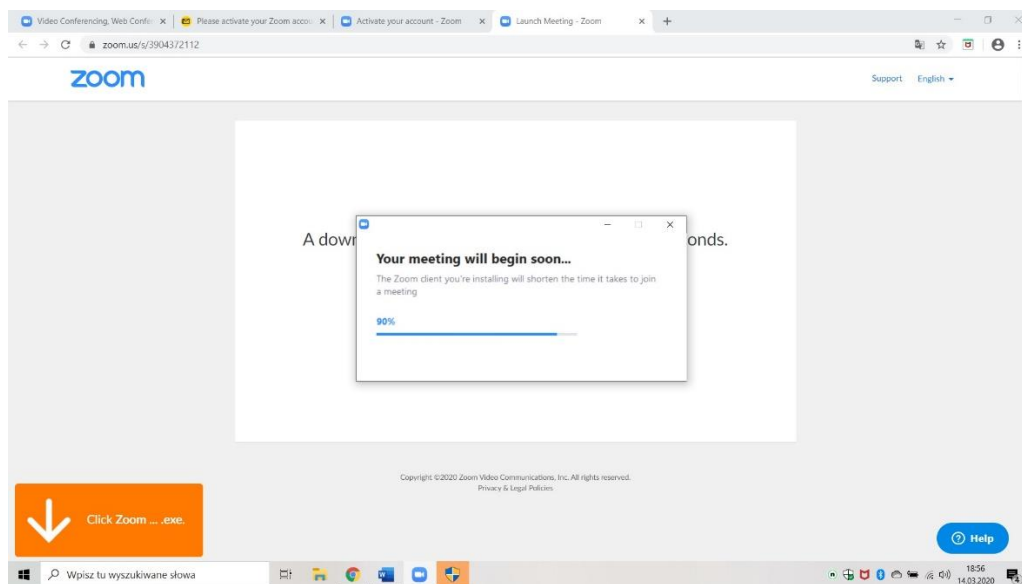 Video Conferencing, Web Confe
Please activate your Zoom accou
Activate your account - Zoom
Launch Meeting - Zoom
zoom.us/s/3904372112
zoom
Support
English
A dow
onds.
Your meeting will begin soon...
The Zoom client you're installing will shorten the time it takes to join
a meeting
90%
Copyright ©2020 Zoom Video Communications, Inc. All rights reserved.
Privacy & Legal Policies
Click Zoom ... .exe.
Help
Wpisz tu wyszukiwane słowa
18:56
14.03.2020